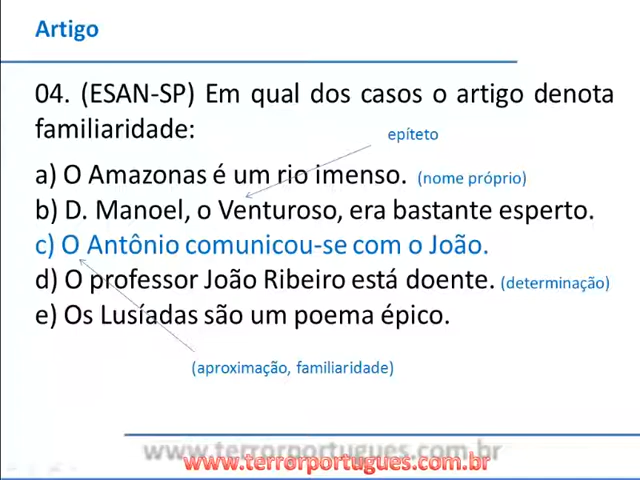 Artigo
04. (ESAN-SP) Em qual dos casos o artigo denota
familiaridade:
epíteto
a) O Amazonas é um rio imenso. (nome próprio)
b) D. Manoel, o Venturoso, era bastante esperto.
c) O Antônio comunicou-se com o João.
d) O professor João Ribeiro está doente. (determinação)
e) Os Lusíadas são um poema épico.
(aproximação, familiaridade)
www.terrorportugues.com.br
www.terrorportugues.com.br